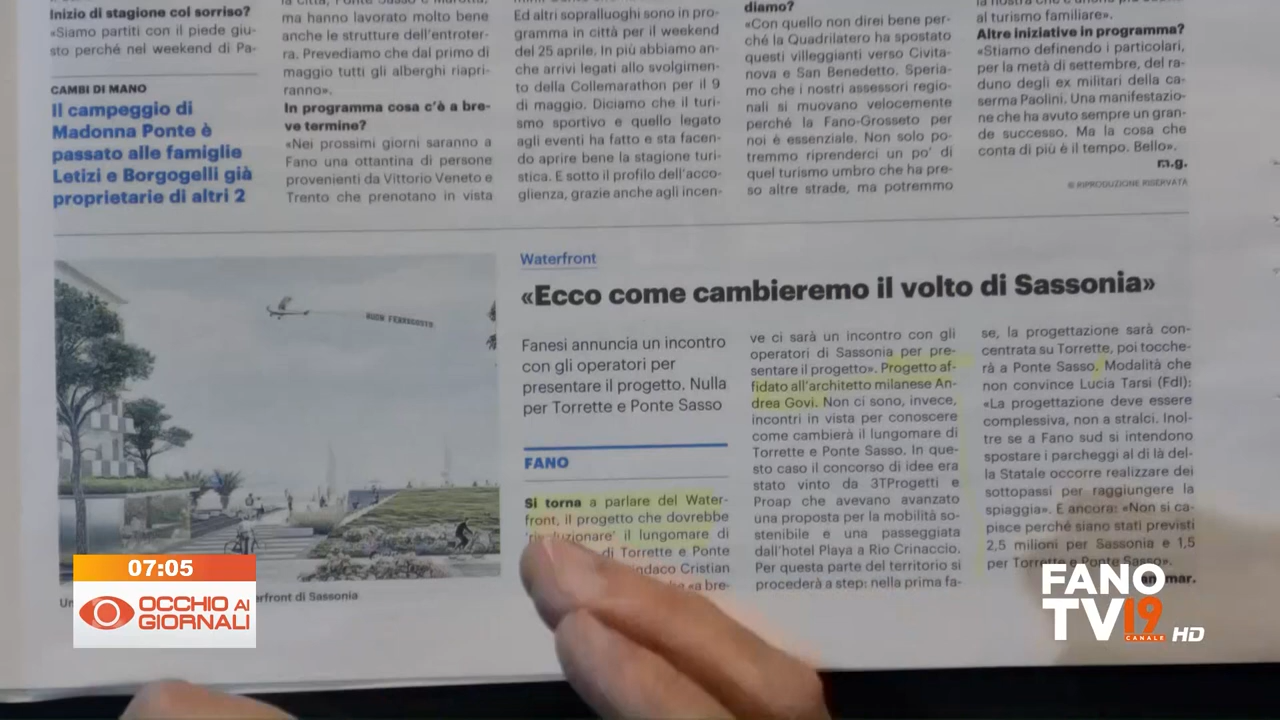 Inizio di stagione col sorriso?
«Siamo partiti con il piede giu-
sto perché nel weekend di Pa-
CAMBI DI MANO
Il campeggio di
Madonna Ponte è
passato alle famiglie
Letizi e Borgogelli già
proprietarie di altri 2
ma hanno lavorato molto bene
anche le strutture dell'entroter-
ra. Prevediamo che dal primo di
maggio tutti gli alberghi riapri-
ranno».
In programma cosa c'è a bre-
ve termine?
«Nei prossimi giorni saranno a
Fano una ottantina di persone
provenienti da Vittorio Veneto e
Trento che prenotano in vista
Ed altri sopralluoghi sono in pro-
gramma in città per il weekend
del 25 aprile. In più abbiamo an-
che arrivi legati allo svolgimen-
to della Collemarathon per il 9
di maggio. Diciamo che il turi-
smo sportivo e quello legato
agli eventi ha fatto e sta facen-
do aprire bene la stagione turi-
stica. E sotto il profilo dell'acco-
glienza, grazie anche agli incen-
diamo?
«Con quello non direi bene per-
ché la Quadrilatero ha spostato
questi villeggianti verso Civita-
nova e San Benedetto. Speria-
mo che i nostri assessori regio-
nali si muovano velocemente
perché la Fano-Grosseto per
noi è essenziale. Non solo po-
tremmo riprenderci un po' di
quel turismo umbro che ha pre-
so altre strade, ma potremmo
al turismo familiare».
Altre iniziative in programma?
«Stiamo definendo i particolari,
per la metà di settembre, del ra-
duno degli ex militari della ca-
serma Paolini. Una manifestazio-
ne che ha avuto sempre un gran-
de successo. Ma la cosa che
conta di più è il tempo. Bello».
m.g.
© RIPRODUZIONE RISERVATA
BUON FERRAGOSTO
Waterfront
«Ecco come cambieremo il volto di Sassonia»
Fanesi annuncia un incontro
con gli operatori per
presentare il progetto. Nulla
per Torrette e Ponte Sasso
FANO
Si torna a parlare del Water-
front, il progetto che dovrebbe
'rivoluzionare' il lungomare di
di Torrette e Ponte
Cristian
«a bre-
ve ci sarà un incontro con gli
operatori di Sassonia per pre-
sentare il progetto». Progetto af-
fidato all'architetto milanese An-
drea Govi. Non ci sono, invece,
incontri in vista per conoscere
come cambierà il lungomare di
Torrette e Ponte Sasso. In que-
sto caso il concorso di idee era
stato vinto da 3TProgetti e
Proap che avevano avanzato
una proposta per la mobilità so-
stenibile e una passeggiata
dall'hotel Playa a Rio Crinaccio.
Per questa parte del territorio si
procederà a step: nella prima fa-
se, la progettazione sarà con-
centrata su Torrette, poi tocche-
rà a Ponte Sasso. Modalità che
non convince Lucia Tarsi (FdI):
«La progettazione deve essere
complessiva, non a stralci. Inol-
tre se a Fano sud si intendono
spostare i parcheggi al di là del-
la Statale occorre realizzare dei
sottopassi per raggiungere la
spiaggia». E ancora: «Non si ca-
pisce perché siano stati previsti
2,5 milioni per Sassonia e 1,5
per Torrette e Ponte Sasso».
mar.
rfront di Sassonia
07:05
OCCHIO AI
GIORNALI
FANO
TV 19
CANALE
HD